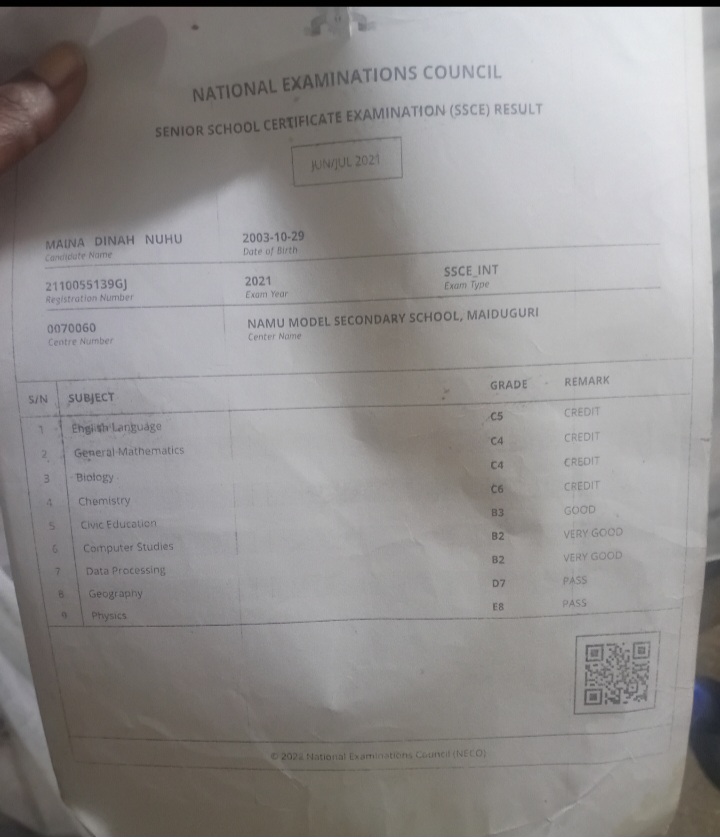 NATIONAL EXAMINATIONS COUNCIL
SENIOR SCHOOL CERTIFICATE EXAMINATION (SSCE) RESULT
JUN/JUL 2021
MAINA DINAH NUHU 2003-10-29
Candidate Name Date of Birth
2110055139GJ 2021 SSCE_INT
Registration Number Exam Year Exam Type
0070060 NAMU MODEL SECONDARY SCHOOL, MAIDUGURI
Centre Number Center Name
S/N SUBJECT GRADE REMARK
1 English Language C5 CREDIT
2 General Mathematics C4 CREDIT
3 Biology C4 CREDIT
4 Chemistry C6 CREDIT
5 Civic Education B3 GOOD
6 Computer Studies B2 VERY GOOD
7 Data Processing B2 VERY GOOD
8 Geography D7 PASS
9 Physics E8 PASS
© National Examinations Council (NECO)